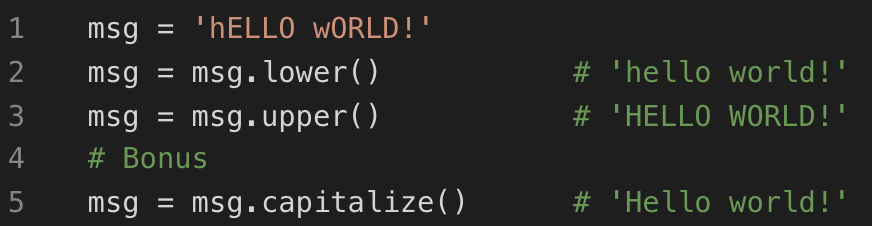 1 msg = 'hELLO wORLD!'
2 msg = msg.lower() # 'hello world!'
3 msg = msg.upper() # 'HELLO WORLD!'
4 # Bonus
5 msg = msg.capitalize() # 'Hello world!'